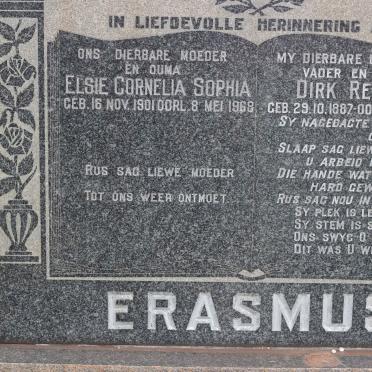 IN LIEFDEVOLLE HERINNERING
ONS DIERBARE MOEDER
EN OUMA
ELSIE CORNELIA SOPHIA
GEB. 16 NOV. 1901 OORL. 8 MEI 1968
RUS SAG LIEWE MOEDER
TOT ONS WEER ONTMOET
MY DIERBARE
VADER EN
DIRK RE
GEB. 29.10.1887-OO
SY NAGEDAGTE
SLAAP SAG LIEW
U ARBEID
DIE HANDE WAT
HARD GEW
RUS SAG NOU IN
SY PLEK IS LE
SY STEM IS S
ONS SWYG O
DIT WAS U W
ERASMUS